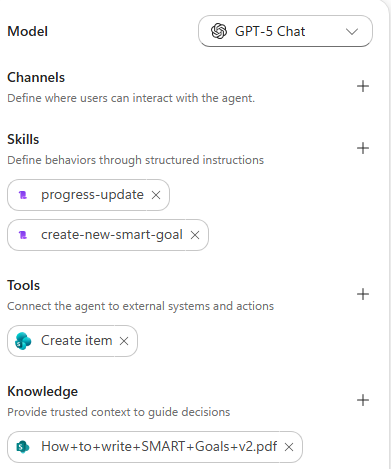 Model
GPT-5 Chat
Channels
Define where users can interact with the agent.
Skills
Define behaviors through structured instructions
progress-update
create-new-smart-goal
Tools
Connect the agent to external systems and actions
Create item
Knowledge
Provide trusted context to guide decisions
How+to+write+SMART+Goals+v2.pdf